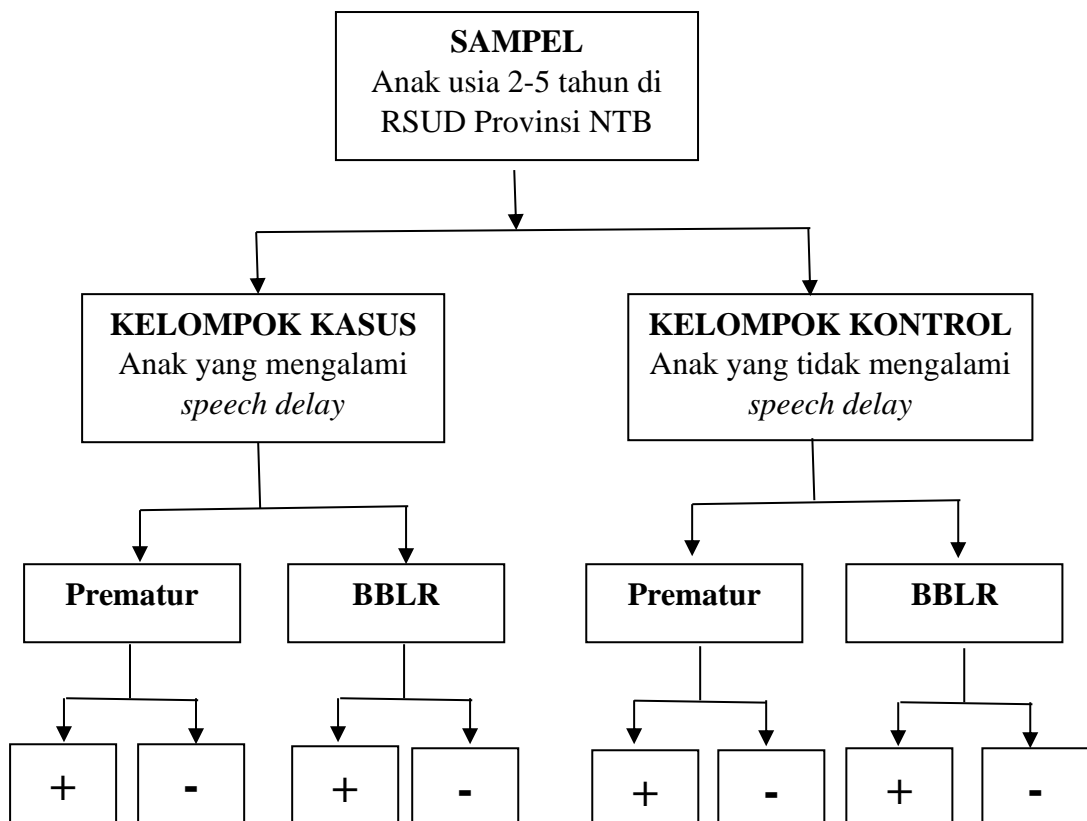 SAMPEL
Anak usia 2-5 tahun di
RSUD Provinsi NTB
KELOMPOK KASUS
Anak yang mengalami
speech delay
KELOMPOK KONTROL
Anak yang tidak mengalami
speech delay
Prematur
BBLR
Prematur
BBLR
+
-
+
-
+
-
+
-